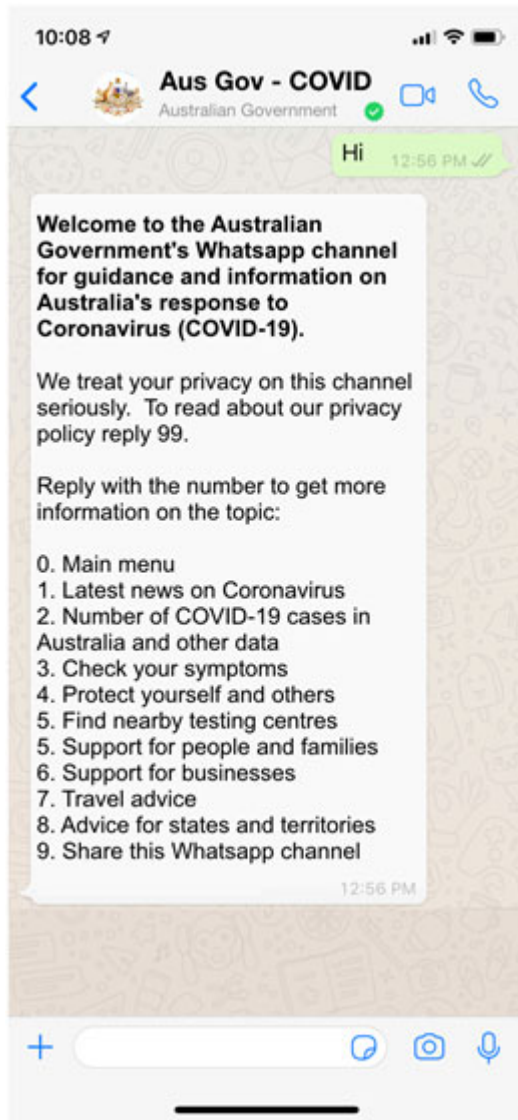 10:08
Aus Gov - COVID
Australian Government
Hi
12:56 PM
Welcome to the Australian
Government's Whatsapp channel
for guidance and information on
Australia's response to
Coronavirus (COVID-19).
We treat your privacy on this channel
seriously.  To read about our privacy
policy reply 99.
Reply with the number to get more
information on the topic:
0. Main menu
1. Latest news on Coronavirus
2. Number of COVID-19 cases in
Australia and other data
3. Check your symptoms
4. Protect yourself and others
5. Find nearby testing centres
5. Support for people and families
6. Support for businesses
7. Travel advice
8. Advice for states and territories
9. Share this Whatsapp channel
12:56 PM